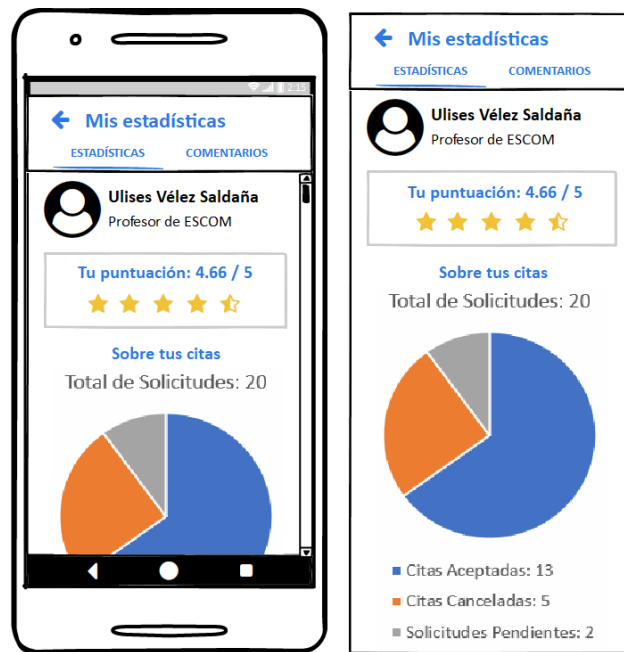 2:15
Mis estadísticas
ESTADÍSTICAS COMENTARIOS
Ulises Vélez Saldaña
Profesor de ESCOM
Tu puntuación: 4.66 / 5
Sobre tus citas
Total de Solicitudes: 20
Mis estadísticas
ESTADÍSTICAS COMENTARIOS
Ulises Vélez Saldaña
Profesor de ESCOM
Tu puntuación: 4.66 / 5
Sobre tus citas
Total de Solicitudes: 20
Citas Aceptadas: 13
Citas Canceladas: 5
Solicitudes Pendientes: 2